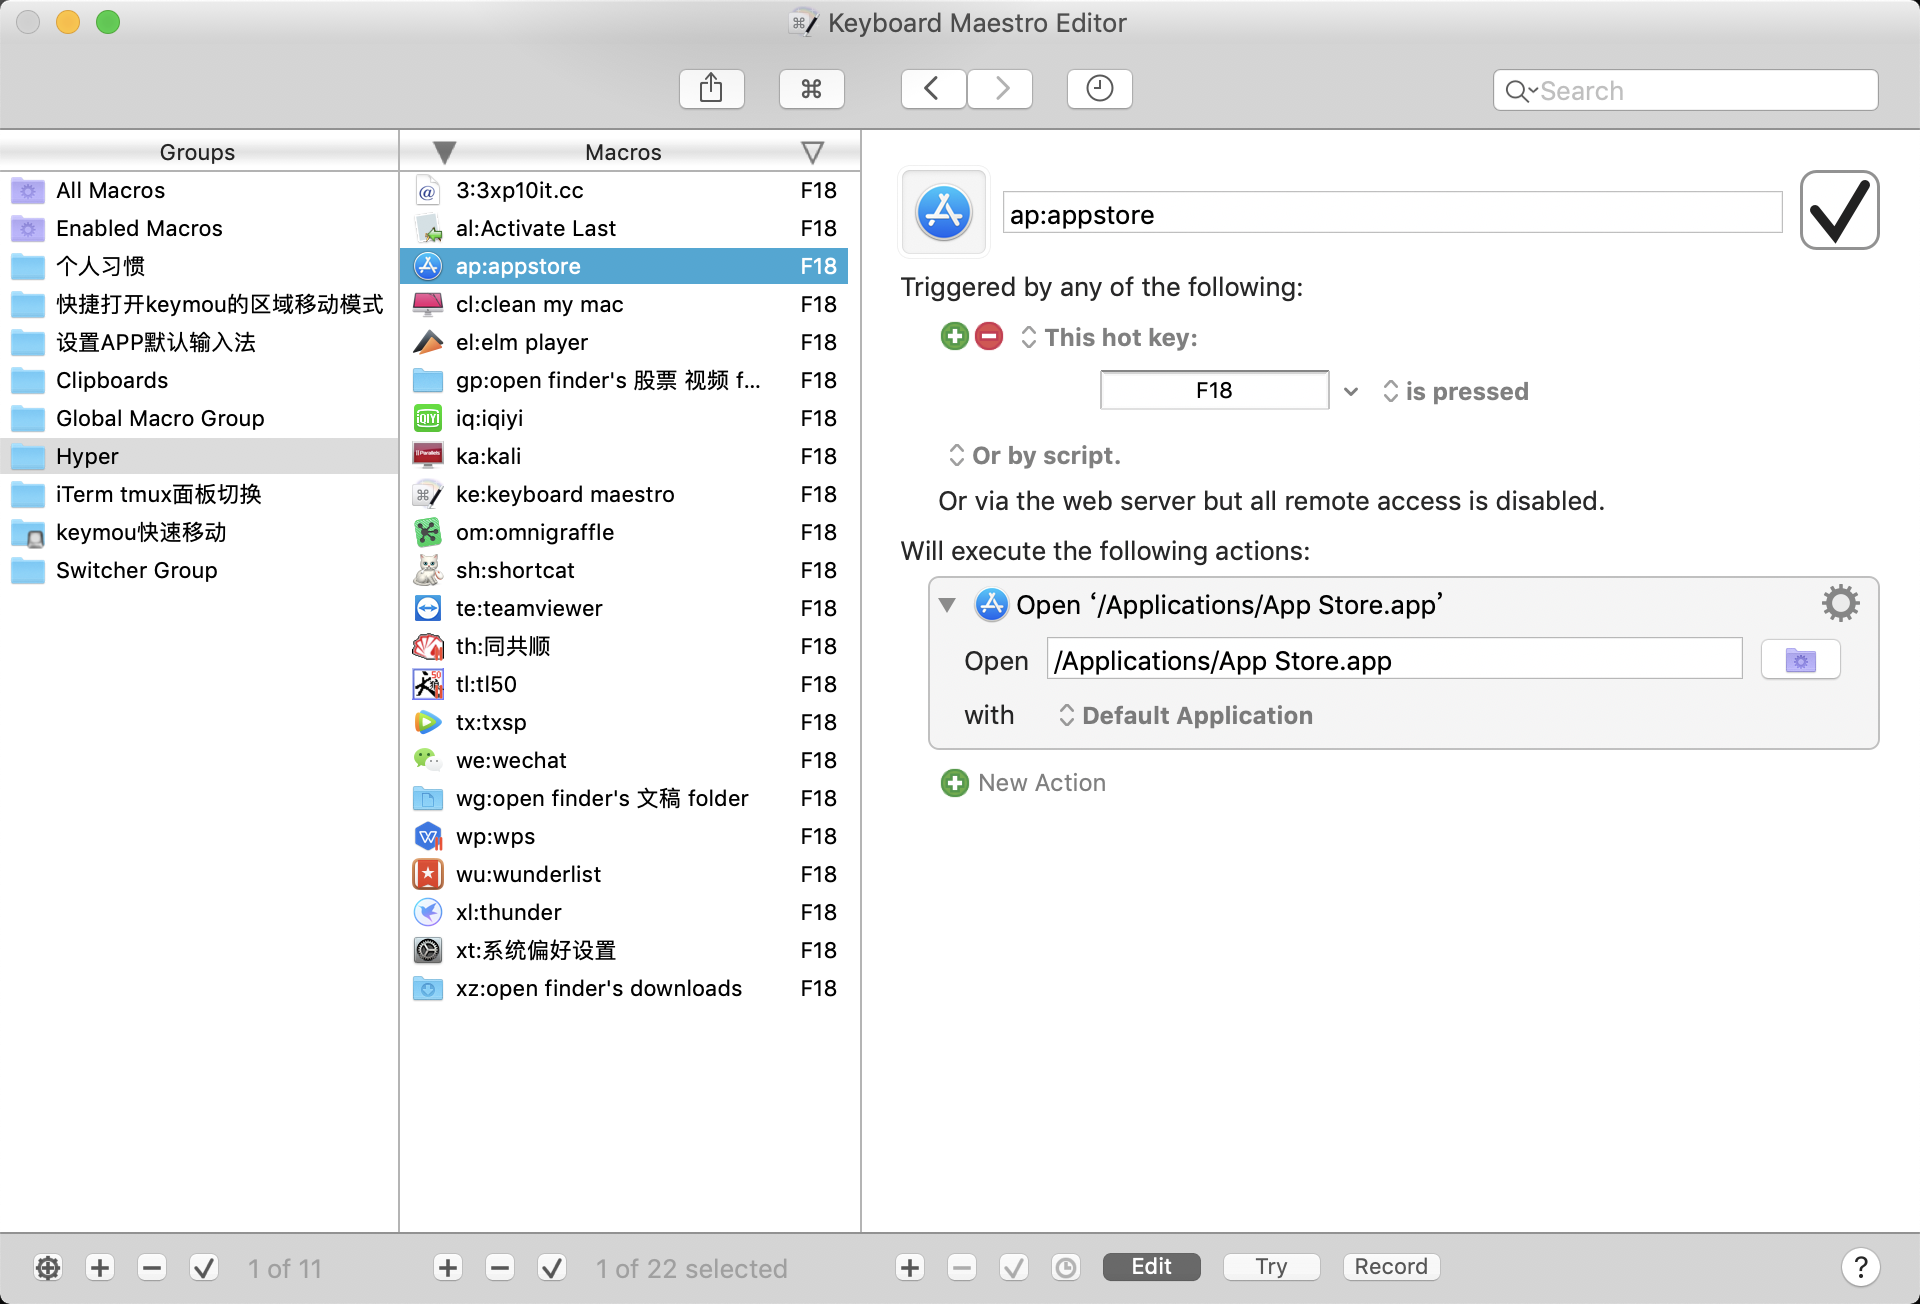 Keyboard Maestro Editor
Search
Groups
All Macros
Enabled Macros
个人习惯
快捷打开keymou的区域移动模式
设置APP默认输入法
Clipboards
Global Macro Group
Hyper
iTerm tmux面板切换
keymou快速移动
Switcher Group
Macros
3:3xp10it.cc F18
al:Activate Last F18
ap:appstore F18
cl:clean my mac F18
el:elm player F18
gp:open finder's 股票 视频 f... F18
iq:iqiyi F18
ka:kali F18
ke:keyboard maestro F18
om:omnigraffle F18
sh:shortcat F18
te:teamviewer F18
th:同共顺 F18
tl:tl50 F18
tx:txsp F18
we:wechat F18
wg:open finder's 文稿 folder F18
wp:wps F18
wu:wunderlist F18
xl:thunder F18
xt:系统偏好设置 F18
xz:open finder's downloads F18
ap:appstore
Triggered by any of the following:
This hot key:
F18 is pressed
Or by script.
Or via the web server but all remote access is disabled.
Will execute the following actions:
Open ‘/Applications/App Store.app’
Open /Applications/App Store.app
with Default Application
New Action
1 of 11
1 of 22 selected
Edit Try Record ?